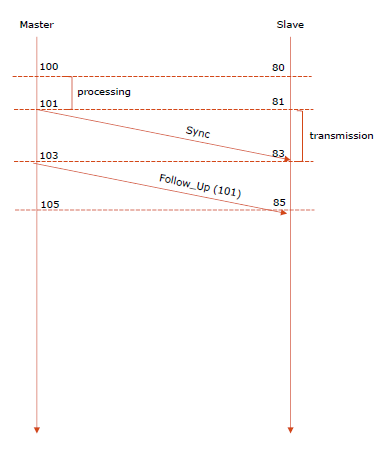 Master Slave
100 80
processing
101 81
Sync
transmission
103 83
Follow_Up (101)
105 85